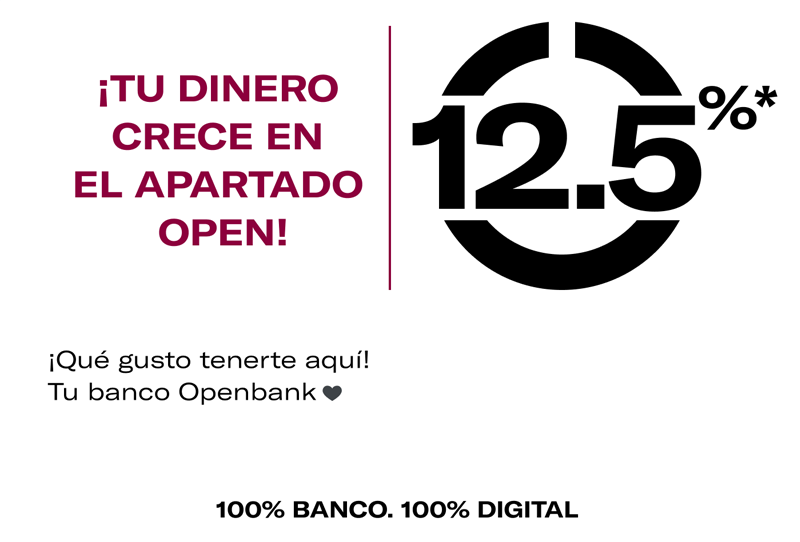 ¡TU DINERO
CRECE EN
EL APARTADO
OPEN!
12.5%*
¡Qué gusto tenerte aquí!
Tu banco Openbank
100% BANCO. 100% DIGITAL